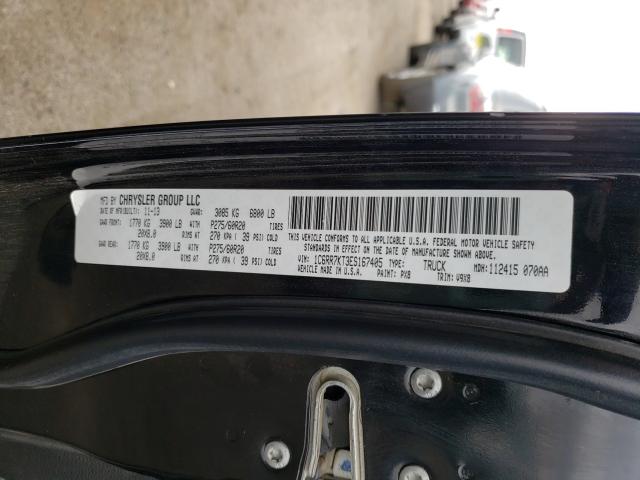 MFD BY CHRYSLER GROUP LLC
DATE OF MFR(BUILT): 11-13 GVWR: 3085 KG 6800 LB
GAWR FRONT: 1770 KG 3900 LB WITH P275/60R20 TIRES
20X8.0 RIMS AT 270 KPA ( 39 PSI) COLD
GAWR REAR: 1770 KG 3900 LB WITH P275/60R20 TIRES
20X8.0 RIMS AT 270 KPA ( 39 PSI) COLD
THIS VEHICLE CONFORMS TO ALL APPLICABLE U.S.A. FEDERAL MOTOR VEHICLE SAFETY
STANDARDS IN EFFECT ON THE DATE OF MANUFACTURE SHOWN ABOVE.
VIN: 1C6RR7KT3ES167405 TYPE: TRUCK MDH: 112415 070AA
VEHICLE MADE IN U.S.A. PAINT: PX8 TRIM: V9X8